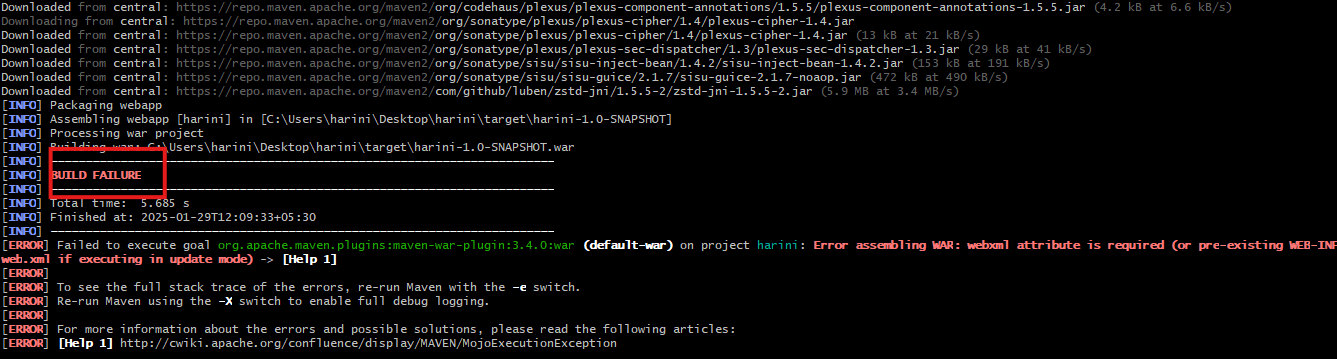 Downloaded from central: https://repo.maven.apache.org/maven2/org/codehaus/plexus/plexus-component-annotations/1.5.5/plexus-component-annotations-1.5.5.jar (4.2 kB at 6.6 kB/s)
Downloading from central: https://repo.maven.apache.org/maven2/org/sonatype/plexus/plexus-cipher/1.4/plexus-cipher-1.4.jar
Downloaded from central: https://repo.maven.apache.org/maven2/org/sonatype/plexus/plexus-cipher/1.4/plexus-cipher-1.4.jar (13 kB at 21 kB/s)
Downloaded from central: https://repo.maven.apache.org/maven2/org/sonatype/plexus/plexus-sec-dispatcher/1.3/plexus-sec-dispatcher-1.3.jar (29 kB at 41 kB/s)
Downloaded from central: https://repo.maven.apache.org/maven2/org/sonatype/sisu/sisu-inject-bean/1.4.2/sisu-inject-bean-1.4.2.jar (153 kB at 191 kB/s)
Downloaded from central: https://repo.maven.apache.org/maven2/org/sonatype/sisu/sisu-guice/2.1.7/sisu-guice-2.1.7-noaop.jar (472 kB at 490 kB/s)
Downloaded from central: https://repo.maven.apache.org/maven2/com/github/luben/zstd-jni/1.5.5-2/zstd-jni-1.5.5-2.jar (5.9 MB at 3.4 MB/s)
[INFO] Packaging webapp
[INFO] Assembling webapp [harini] in [C:\Users\harini\Desktop\harini\target\harini-1.0-SNAPSHOT]
[INFO] Processing war project
[INFO] Building war: C:\Users\harini\Desktop\harini\target\harini-1.0-SNAPSHOT.war
[INFO] ------------------------------------------------------------------------
[INFO] BUILD FAILURE
[INFO] ------------------------------------------------------------------------
[INFO] Total time:  5.685 s
[INFO] Finished at: 2025-01-29T12:09:33+05:30
[INFO] ------------------------------------------------------------------------
[ERROR] Failed to execute goal org.apache.maven.plugins:maven-war-plugin:3.4.0:war (default-war) on project harini: Error assembling WAR: webxml attribute is required (or pre-existing WEB-INF
web.xml if executing in update mode) -> [Help 1]
[ERROR]
[ERROR] To see the full stack trace of the errors, re-run Maven with the -e switch.
[ERROR] Re-run Maven using the -X switch to enable full debug logging.
[ERROR]
[ERROR] For more information about the errors and possible solutions, please read the following articles:
[ERROR] [Help 1] http://cwiki.apache.org/confluence/display/MAVEN/MojoExecutionException